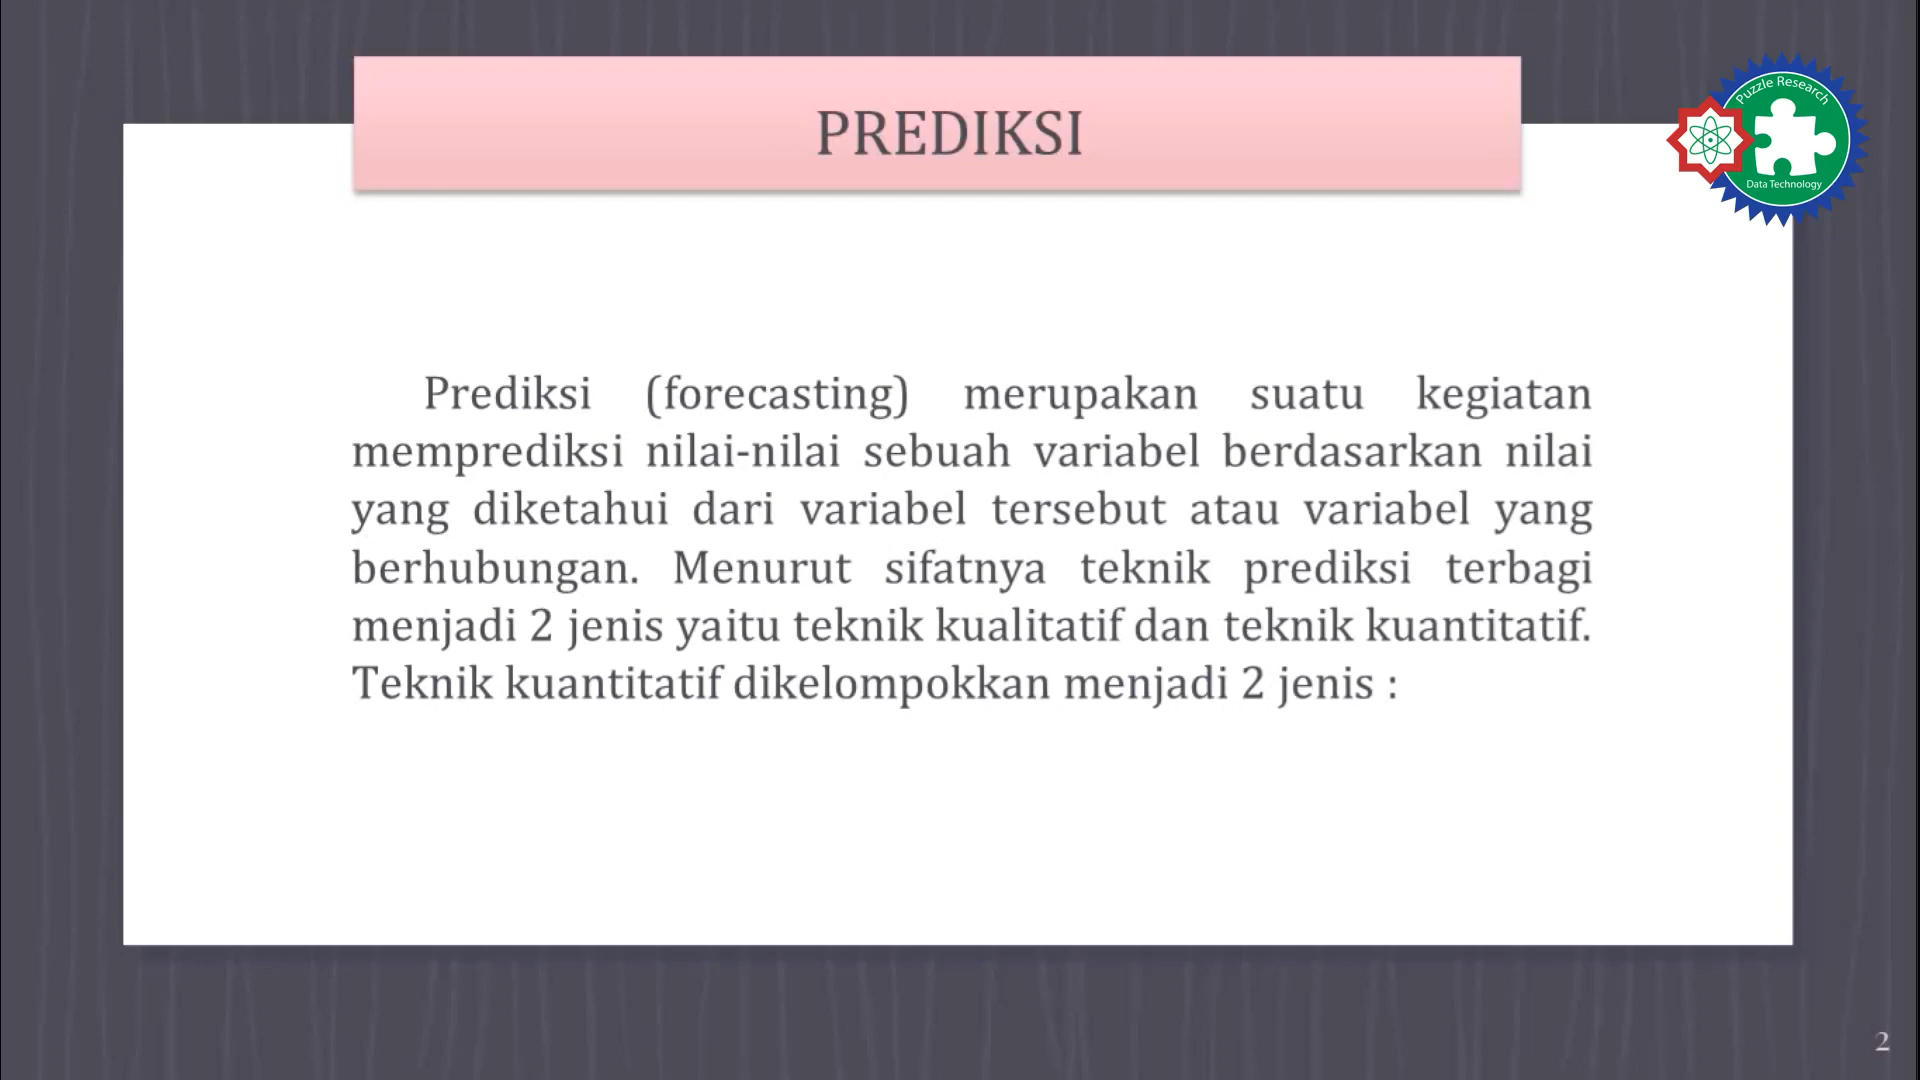 PREDIKSI
Puzzle Research
Data Technology
Prediksi (forecasting) merupakan suatu kegiatan
memprediksi nilai-nilai sebuah variabel berdasarkan nilai
yang diketahui dari variabel tersebut atau variabel yang
berhubungan. Menurut sifatnya teknik prediksi terbagi
menjadi 2 jenis yaitu teknik kualitatif dan teknik kuantitatif.
Teknik kuantitatif dikelompokkan menjadi 2 jenis :
2